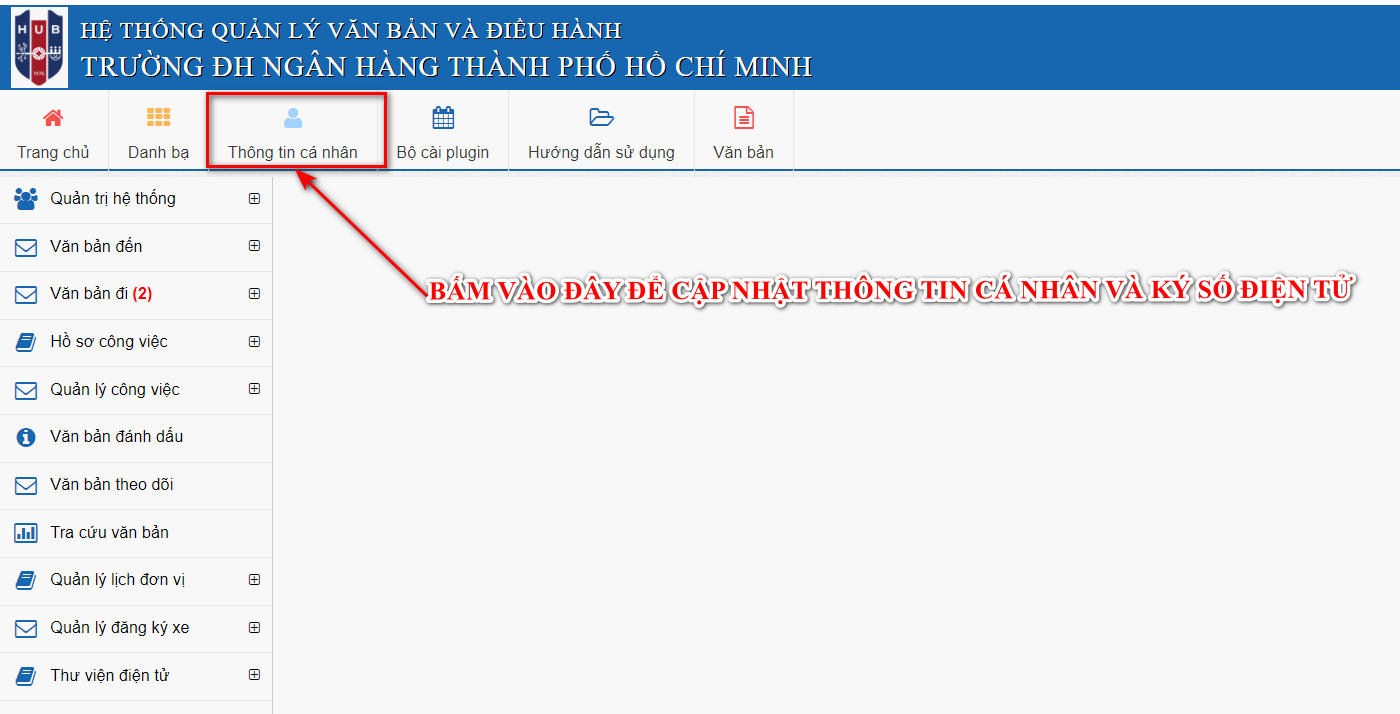 HUB
1976
HỆ THỐNG QUẢN LÝ VĂN BẢN VÀ ĐIỀU HÀNH
TRƯỜNG ĐH NGÂN HÀNG THÀNH PHỐ HỒ CHÍ MINH
Trang chủ
Danh bạ
Thông tin cá nhân
Bộ cài plugin
Hướng dẫn sử dụng
Văn bản
Quản trị hệ thống
Văn bản đến
Văn bản đi (2)
Hồ sơ công việc
Quản lý công việc
Văn bản đánh dấu
Văn bản theo dõi
Tra cứu văn bản
Quản lý lịch đơn vị
Quản lý đăng ký xe
Thư viện điện tử
BẤM VÀO ĐÂY ĐỂ CẬP NHẬT THÔNG TIN CÁ NHÂN VÀ KÝ SỐ ĐIỆN TỬ